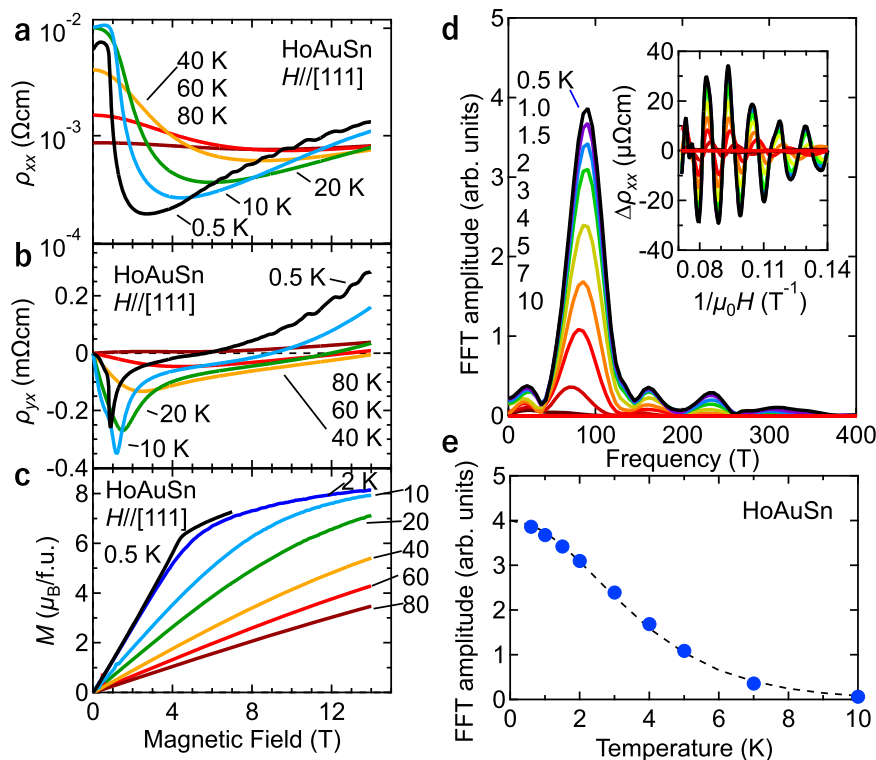 a
10⁻²
10⁻³
10⁻⁴
ρxx (Ωcm)
HoAuSn
H//[111]
40 K
60 K
80 K
20 K
10 K
0.5 K
b
0.2
0
-0.2
-0.4
ρyx (mΩcm)
HoAuSn
H//[111]
0.5 K
80 K
60 K
40 K
20 K
10 K
c
8
6
4
2
0
M (μB/f.u.)
HoAuSn
H//[111]
0.5 K
2 K
10
20
40
60
80
0 4 8 12
Magnetic Field (T)
d
5
4
3
2
1
0
FFT amplitude (arb. units)
0.5 K
1.0
1.5
2
3
4
5
7
10
0 100 200 300 400
Frequency (T)
40
20
0
-20
-40
Δρxx (μΩcm)
0.08 0.11 0.14
1/μ0H (T⁻¹)
e
5
4
3
2
1
0
FFT amplitude (arb. units)
HoAuSn
0 2 4 6 8 10
Temperature (K)